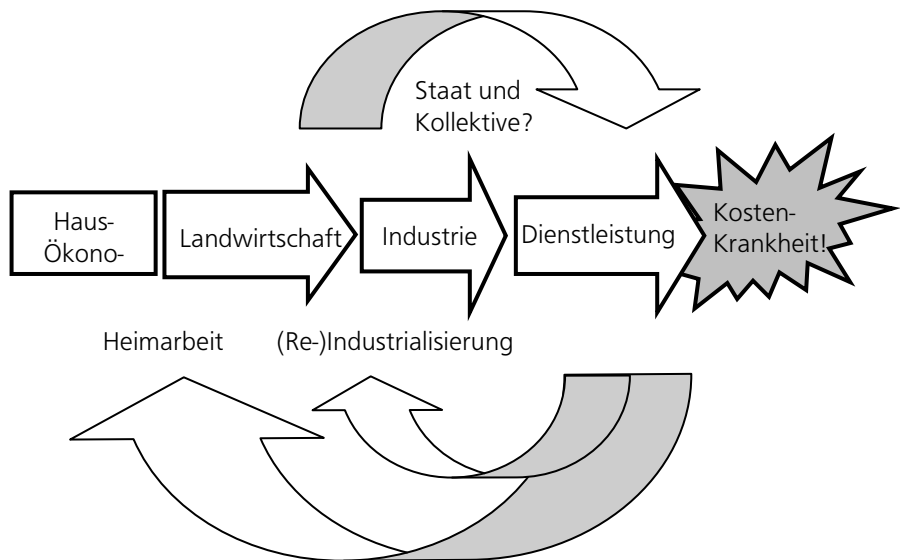 Staat und
Kollektive?
Haus-
Ökono-
Landwirtschaft
Industrie
Dienstleistung
Kosten-
Krankheit!
Heimarbeit
(Re-)Industrialisierung